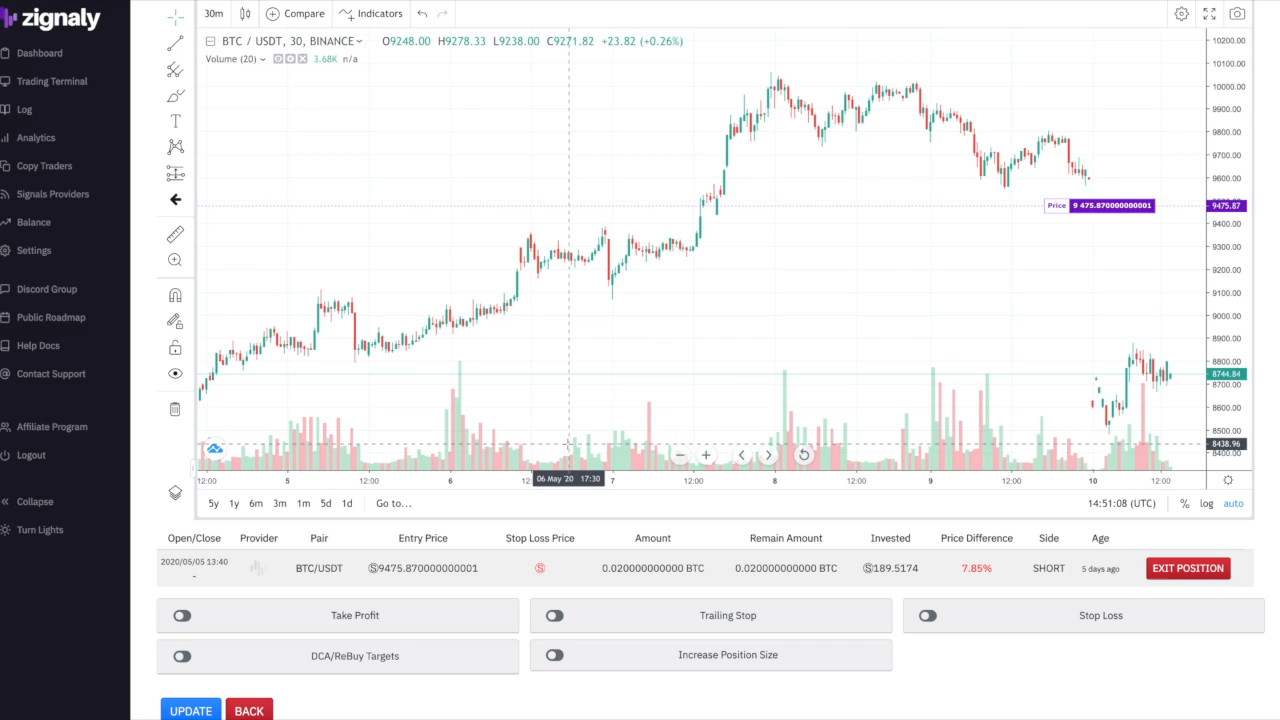 zignaly
Dashboard
Trading Terminal
Log
Analytics
Copy Traders
Signals Providers
Balance
Settings
Discord Group
Public Roadmap
Help Docs
Contact Support
Affiliate Program
Logout
Collapse
Turn Lights
30m Compare Indicators
BTC / USDT, 30, BINANCE O9248.00 H9278.33 L9238.00 C9271.82 +23.82 (+0.26%)
Volume (20) 3.68K n/a
10200.00
10100.00
10000.00
9900.00
9800.00
9700.00
9600.00
Price 9 475.870000000001 9475.87
9400.00
9300.00
9200.00
9100.00
9000.00
8900.00
8800.00
8744.84
8700.00
8600.00
8500.00
8438.96
8400.00
12:00 5 12:00 6 12: 06 May '20 17:30 7 12:00 8 12:00 9 12:00 10 12:00
5y 1y 6m 3m 1m 5d 1d Go to... 14:51:08 (UTC) % log auto
Open/Close Provider Pair Entry Price Stop Loss Price Amount Remain Amount Invested Price Difference Side Age
2020/05/05 13:40
- BTC/USDT Ⓢ9475.870000000001 Ⓢ 0.020000000000 BTC 0.020000000000 BTC Ⓢ189.5174 7.85% SHORT 5 days ago EXIT POSITION
Take Profit Trailing Stop Stop Loss
DCA/ReBuy Targets Increase Position Size
UPDATE BACK